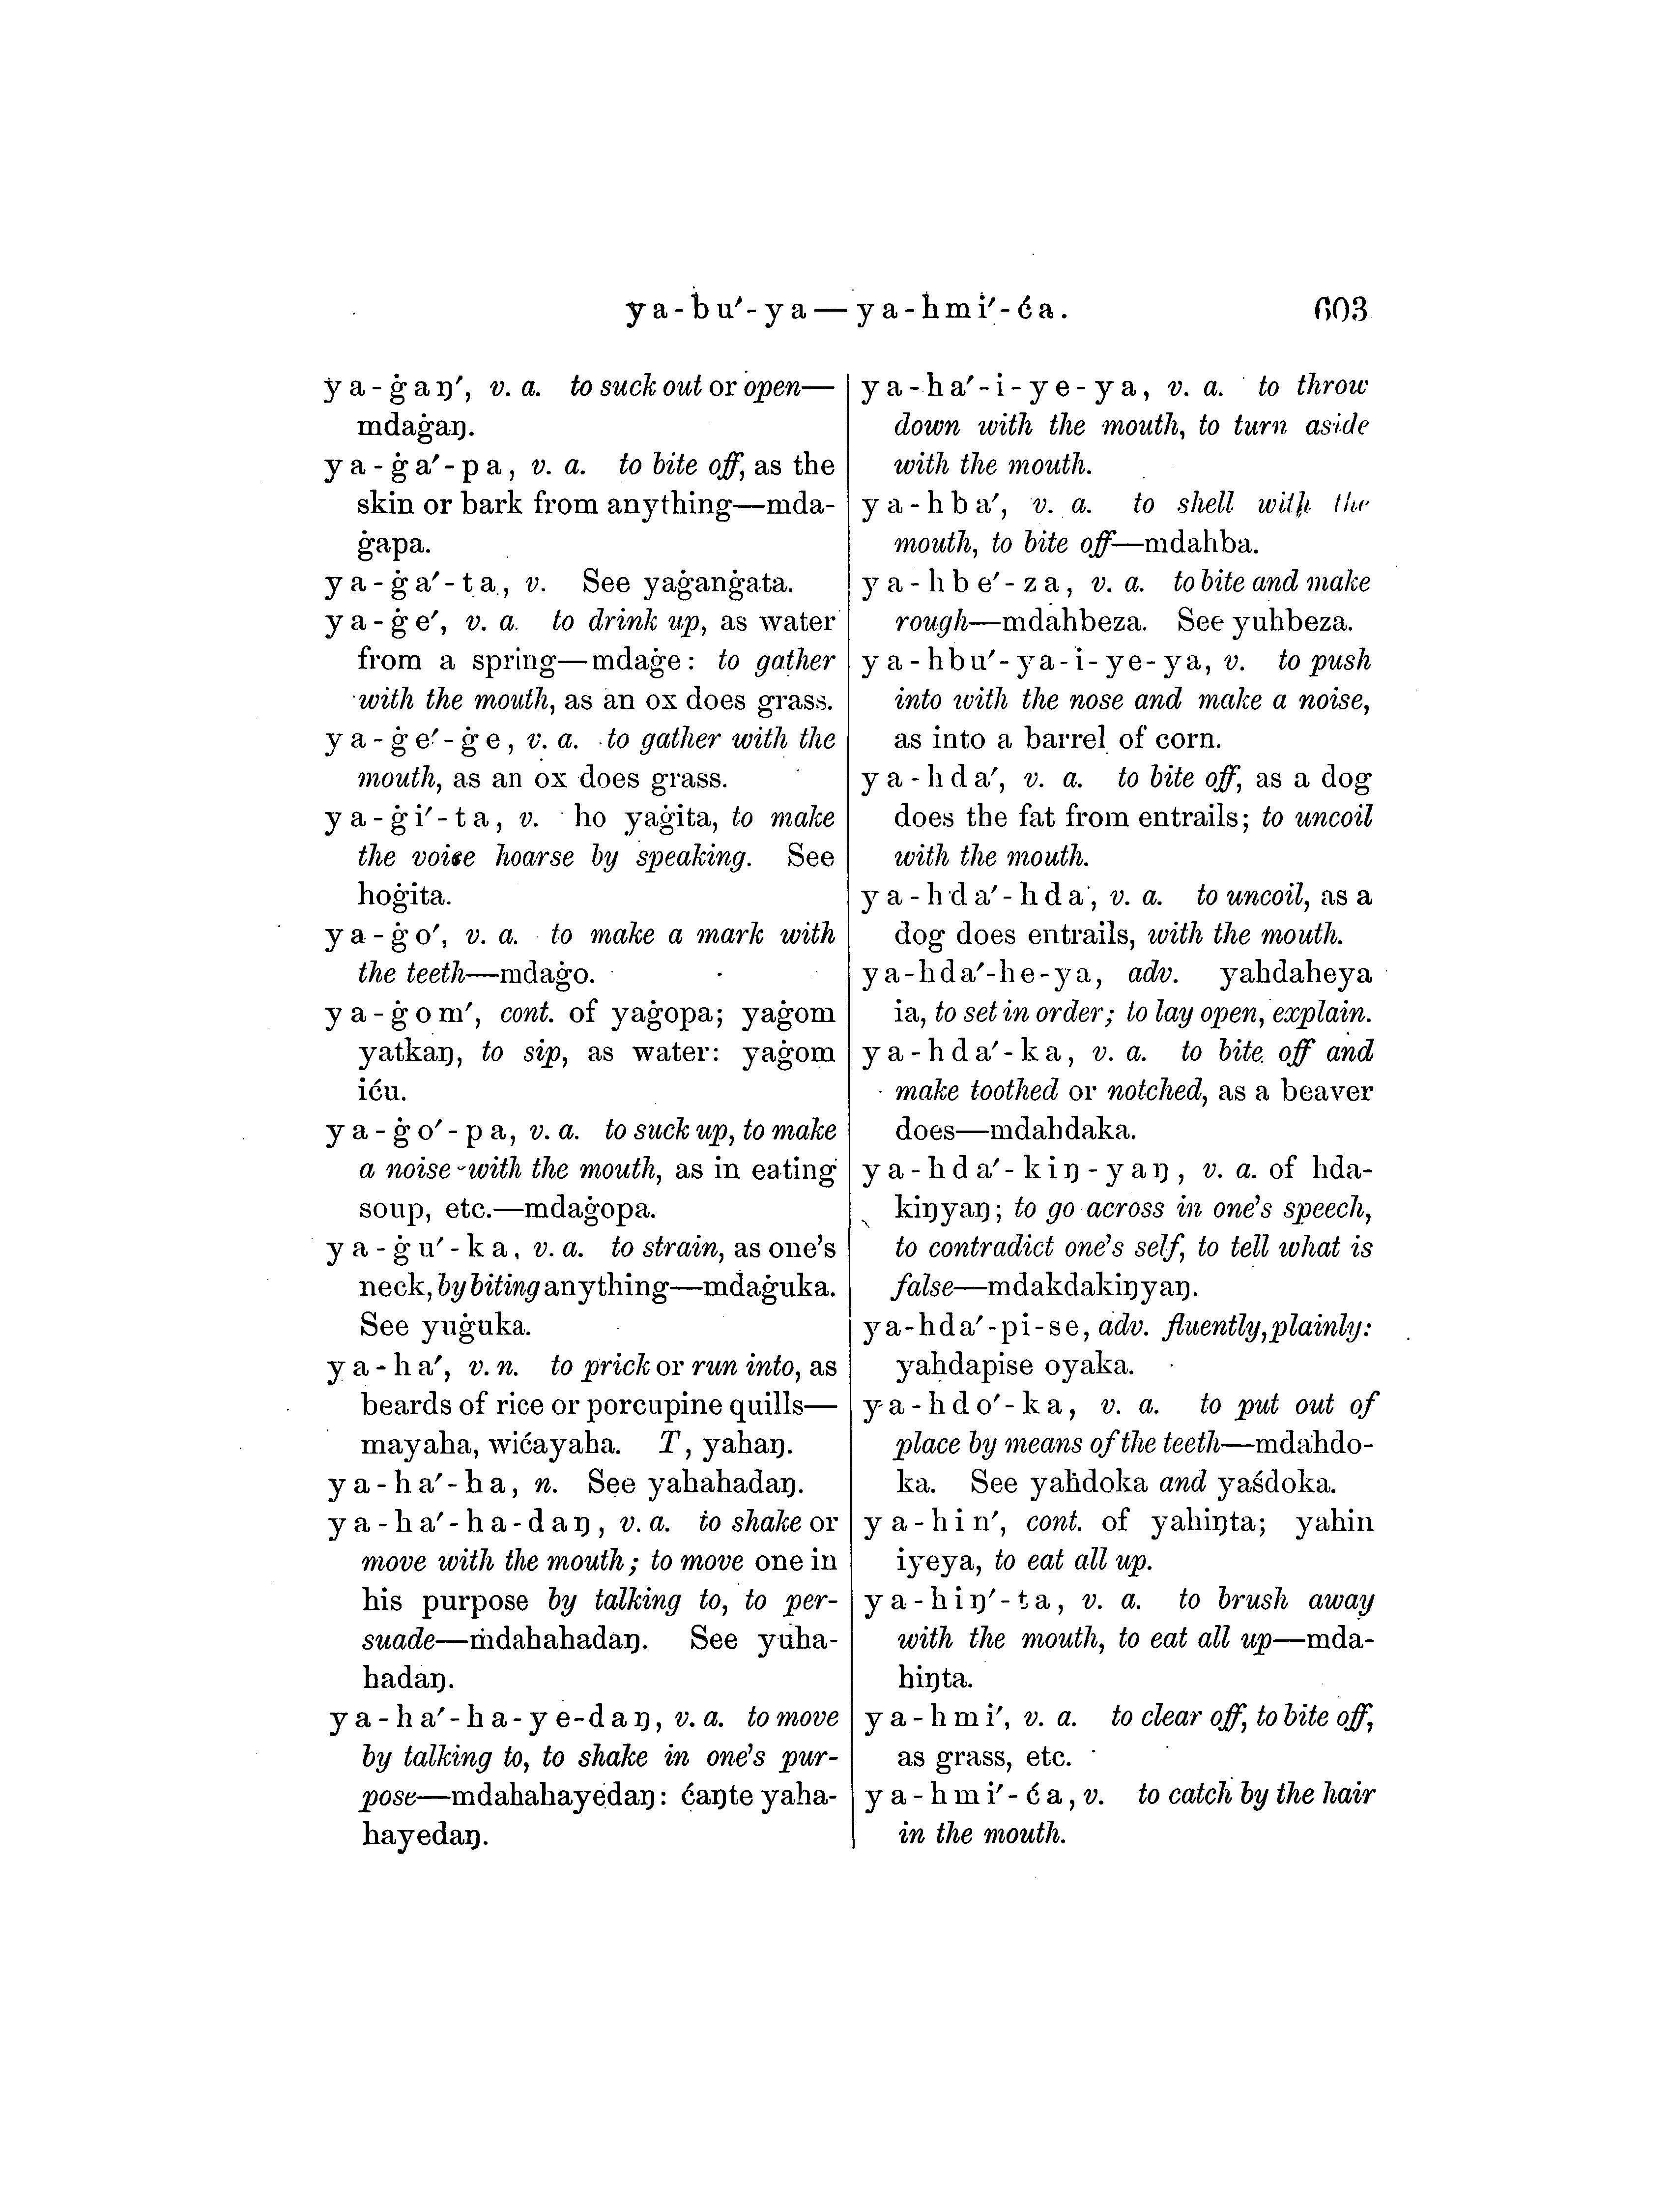 ya-bu′-ya—ya-hmi′-ća. 603
ya-ġaŋ′, v. a. to suck out or open—
mdaġaŋ.
ya-ġa′-pa, v. a. to bite off, as the
skin or bark from anything—mda-
ġapa.
ya-ġa′-ta, v. See yaġanġata.
ya-ġe′, v. a. to drink up, as water
from a spring—mdaġe: to gather
with the mouth, as an ox does grass.
ya-ġe′-ġe, v. a. to gather with the
mouth, as an ox does grass.
ya-ġi′-ta, v. ho yaġita, to make
the voice hoarse by speaking. See
hoġita.
ya-ġo′, v. a. to make a mark with
the teeth—mdaġo.
ya-ġom′, cont. of yaġopa; yaġom
yatkaŋ, to sip, as water: yaġom
iću.
ya-ġo′-pa, v. a. to suck up, to make
a noise with the mouth, as in eating
soup, etc.—mdaġopa.
ya-ġu′-ka, v. a. to strain, as one's
neck, by biting anything—mdaġuka.
See yuġuka.
ya-ha′, v. n. to prick or run into, as
beards of rice or porcupine quills—
mayaha, wićayaha. T, yahaŋ.
ya-ha′-ha, n. See yahahadaŋ.
ya-ha′-ha-daŋ, v. a. to shake or
move with the mouth; to move one in
his purpose by talking to, to per-
suade—mdahahadaŋ. See yuha-
hadaŋ.
ya-ha′-ha-ye-daŋ, v. a. to move
by talking to, to shake in one's pur-
pose—mdahahayedaŋ: ćaŋte yaha-
hayedaŋ.
ya-ha′-i-ye-ya, v. a. to throw
down with the mouth, to turn aside
with the mouth.
ya-hba′, v. a. to shell with the
mouth, to bite off—mdahba.
ya-hbe′-za, v. a. to bite and make
rough—mdahbeza. See yuhbeza.
ya-hbu′-ya-i-ye-ya, v. to push
into with the nose and make a noise,
as into a barrel of corn.
ya-hda′, v. a. to bite off, as a dog
does the fat from entrails; to uncoil
with the mouth.
ya-hda′-hda, v. a. to uncoil, as a
dog does entrails, with the mouth.
ya-hda′-he-ya, adv. yahdaheya
ia, to set in order; to lay open, explain.
ya-hda′-ka, v. a. to bite off and
make toothed or notched, as a beaver
does—mdahdaka.
ya-hda′-kiŋ-yaŋ, v. a. of hda-
kiŋyaŋ; to go across in one's speech,
to contradict one's self, to tell what is
false—mdakdakiŋyaŋ.
ya-hda′-pi-se, adv. fluently, plainly:
yahdapise oyaka.
ya-hdo′-ka, v. a. to put out of
place by means of the teeth—mdahdo-
ka. See yaḣdoka and yaśdoka.
ya-hin′, cont. of yahiŋta; yahin
iyeya, to eat all up.
ya-hiŋ′-ta, v. a. to brush away
with the mouth, to eat all up—mda-
hiŋta.
ya-hmi′, v. a. to clear off, to bite off,
as grass, etc.
ya-hmi′-ća, v. to catch by the hair
in the mouth.